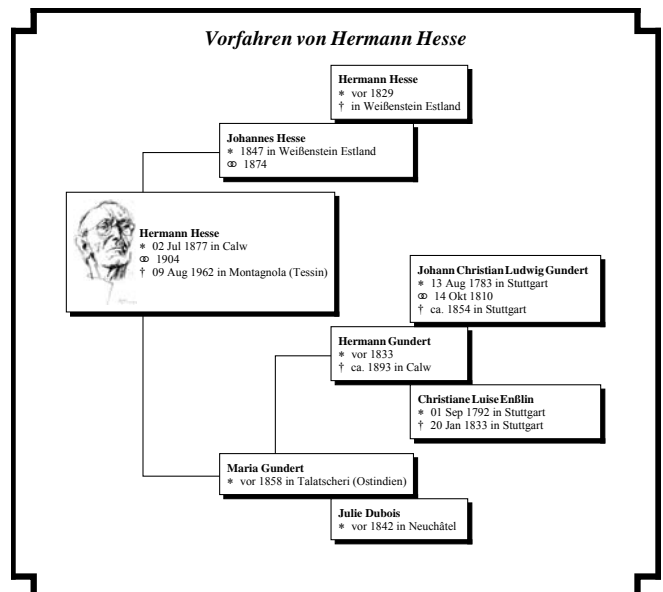 Vorfahren von Hermann Hesse
Hermann Hesse
* vor 1829
† in Weißenstein Estland
Johannes Hesse
* 1847 in Weißenstein Estland
⚭ 1874
Hermann Hesse
* 02 Jul 1877 in Calw
⚭ 1904
† 09 Aug 1962 in Montagnola (Tessin)
Johann Christian Ludwig Gundert
* 13 Aug 1783 in Stuttgart
⚭ 14 Okt 1810
† ca. 1854 in Stuttgart
Hermann Gundert
* vor 1833
† ca. 1893 in Calw
Christiane Luise Enßlin
* 01 Sep 1792 in Stuttgart
† 20 Jan 1833 in Stuttgart
Maria Gundert
* vor 1858 in Talatscheri (Ostindien)
Julie Dubois
* vor 1842 in Neuchâtel